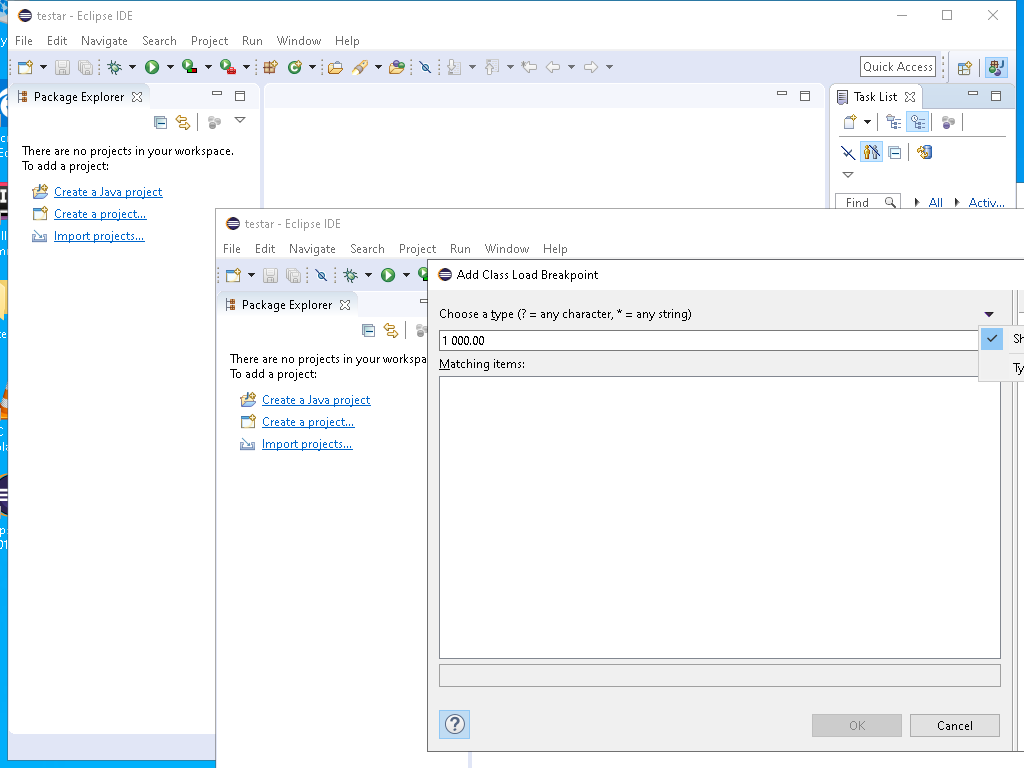 testar - Eclipse IDE
File Edit Navigate Search Project Run Window Help
Quick Access
Package Explorer
Task List
There are no projects in your workspace.
To add a project:
Create a Java project
Create a project...
Import projects...
Find
All
Activ...
testar - Eclipse IDE
File Edit Navigate Search Project Run Window Help
Package Explorer
There are no projects in your workspa
To add a project:
Create a Java project
Create a project...
Import projects...
Add Class Load Breakpoint
Choose a type (? = any character, * = any string)
1 000.00
Sh
Ty
Matching items:
OK
Cancel